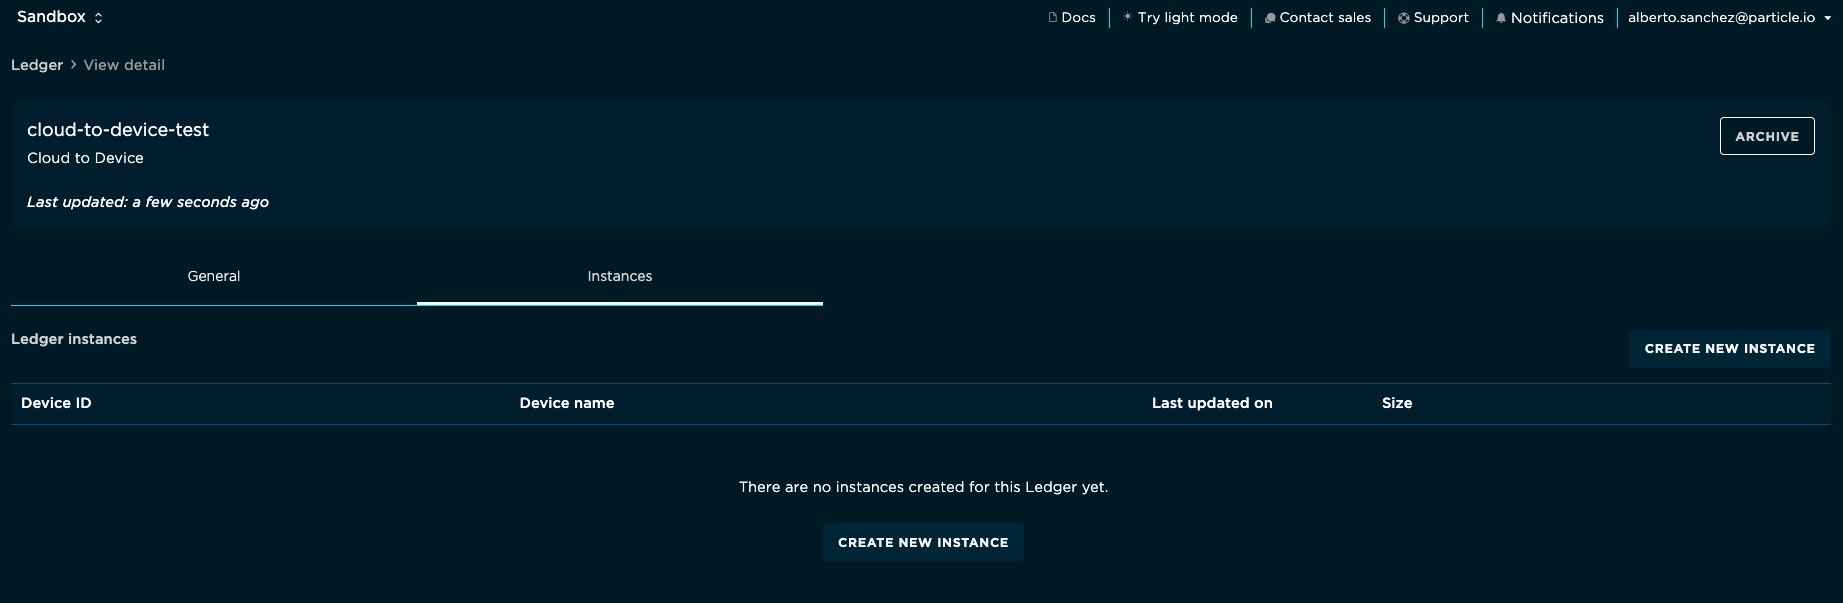 Sandbox
Docs
Try light mode
Contact sales
Support
Notifications
alberto.sanchez@particle.io
Ledger > View detail
cloud-to-device-test
ARCHIVE
Cloud to Device
Last updated: a few seconds ago
General
Instances
Ledger instances
CREATE NEW INSTANCE
Device ID
Device name
Last updated on
Size
There are no instances created for this Ledger yet.
CREATE NEW INSTANCE